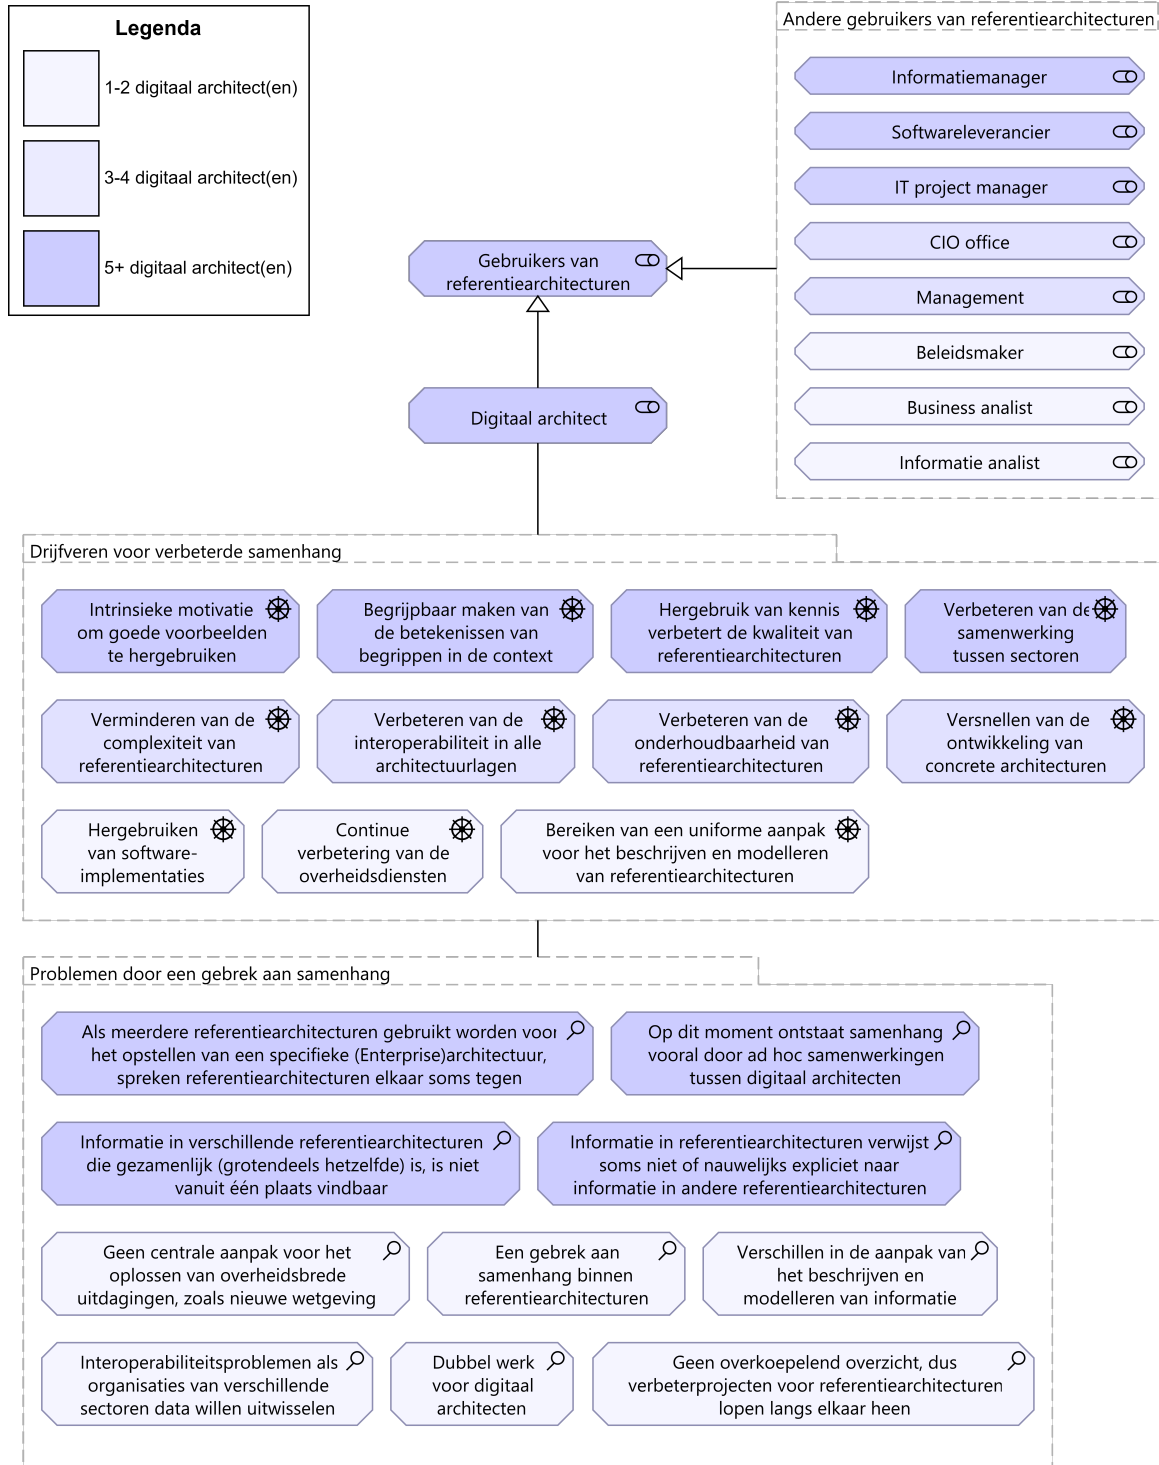 Legenda
1-2 digitaal architect(en)
3-4 digitaal architect(en)
5+ digitaal architect(en)
Andere gebruikers van referentiearchitecturen
Informatiemanager
Softwareleverancier
IT project manager
CIO office
Management
Beleidsmaker
Business analist
Informatie analist
Gebruikers van
referentiearchitecturen
Digitaal architect
Drijfveren voor verbeterde samenhang
Intrinsieke motivatie
om goede voorbeelden
te hergebruiken
Begrijpbaar maken van
de betekenissen van
begrippen in de context
Hergebruik van kennis
verbetert de kwaliteit van
referentiearchitecturen
Verbeteren van de
samenwerking
tussen sectoren
Verminderen van de
complexiteit van
referentiearchitecturen
Verbeteren van de
interoperabiliteit in alle
architectuurlagen
Verbeteren van de
onderhoudbaarheid van
referentiearchitecturen
Versnellen van de
ontwikkeling van
concrete architecturen
Hergebruiken
van software-
implementaties
Continue
verbetering van de
overheidsdiensten
Bereiken van een uniforme aanpak
voor het beschrijven en modelleren
van referentiearchitecturen
Problemen door een gebrek aan samenhang
Als meerdere referentiearchitecturen gebruikt worden voor
het opstellen van een specifieke (Enterprise)architectuur,
spreken referentiearchitecturen elkaar soms tegen
Op dit moment ontstaat samenhang
vooral door ad hoc samenwerkingen
tussen digitaal architecten
Informatie in verschillende referentiearchitecturen
die gezamenlijk (grotendeels hetzelfde) is, is niet
vanuit één plaats vindbaar
Informatie in referentiearchitecturen verwijst
soms niet of nauwelijks expliciet naar
informatie in andere referentiearchitecturen
Geen centrale aanpak voor het
oplossen van overheidsbrede
uitdagingen, zoals nieuwe wetgeving
Een gebrek aan
samenhang binnen
referentiearchitecturen
Verschillen in de aanpak van
het beschrijven en
modelleren van informatie
Interoperabiliteitsproblemen als
organisaties van verschillende
sectoren data willen uitwisselen
Dubbel werk
voor digitaal
architecten
Geen overkoepelend overzicht, dus
verbeterprojecten voor referentiearchitecturen
lopen langs elkaar heen